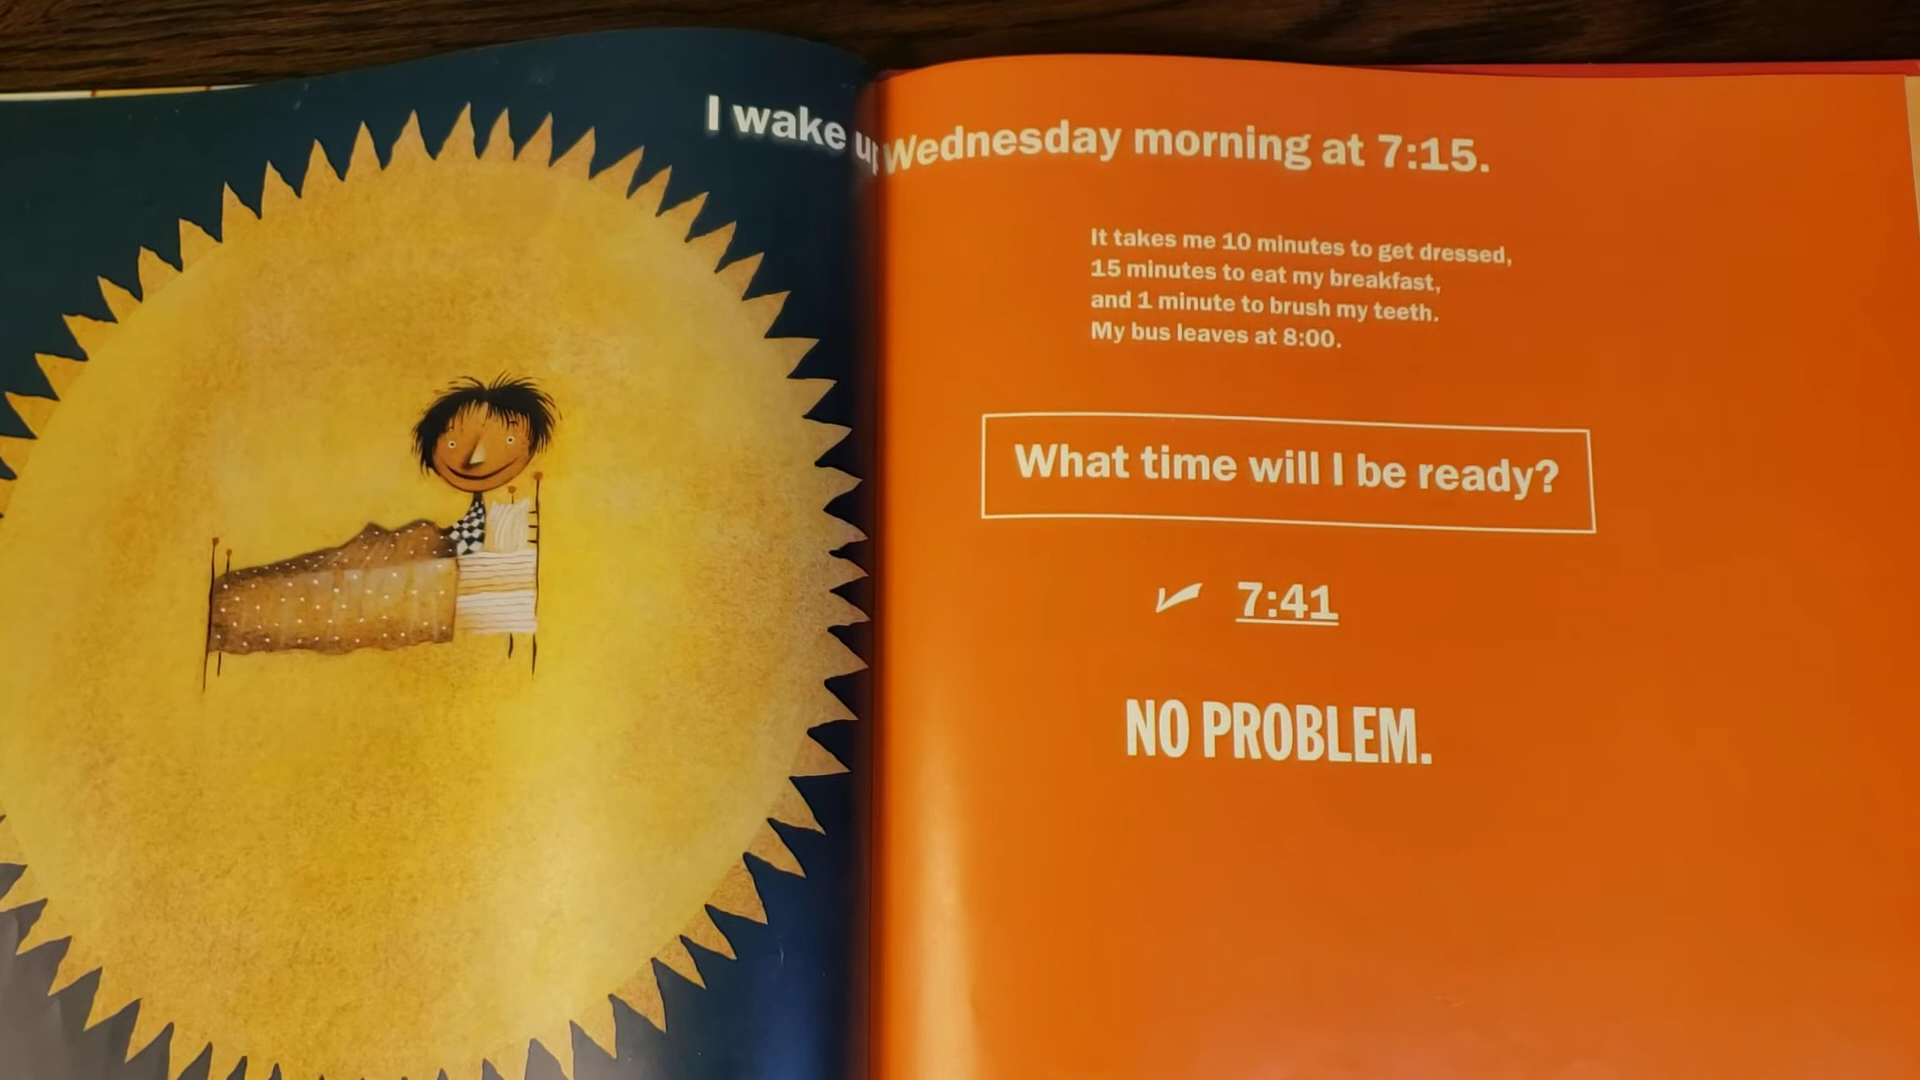 I wake up Wednesday morning at 7:15.
It takes me 10 minutes to get dressed,
15 minutes to eat my breakfast,
and 1 minute to brush my teeth.
My bus leaves at 8:00.
What time will I be ready?
✓ 7:41
NO PROBLEM.